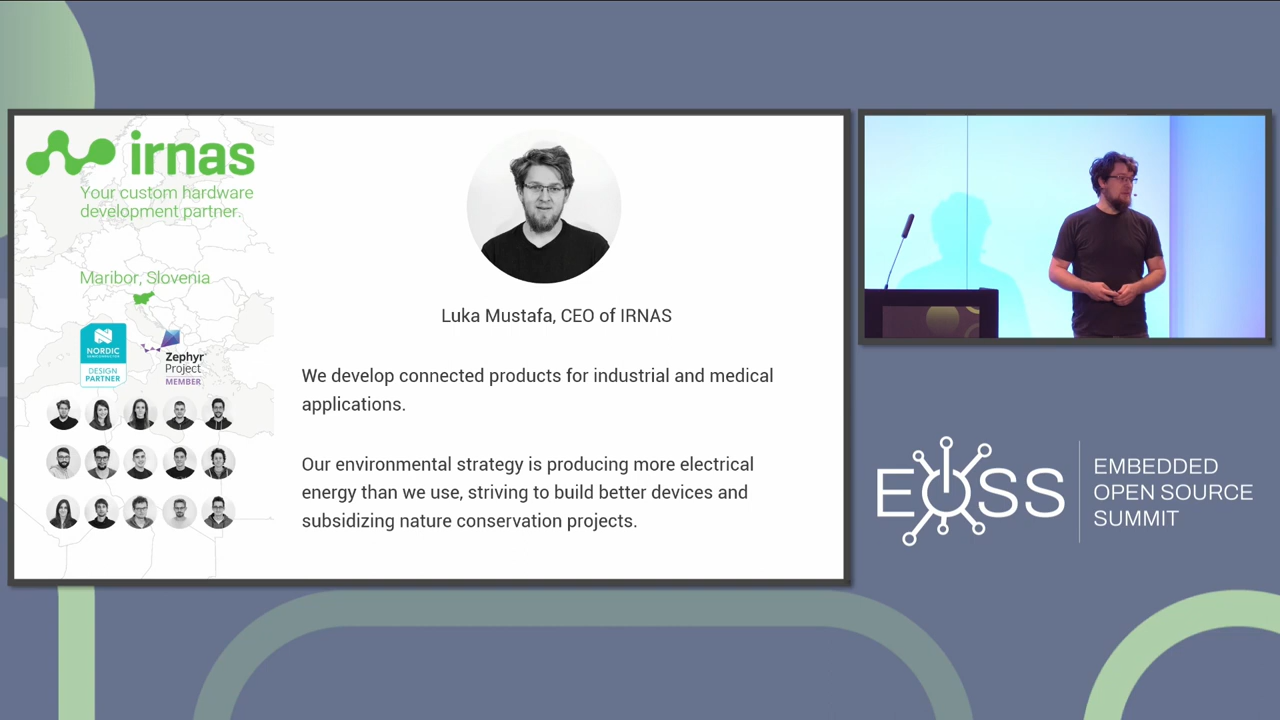 irnas
Your custom hardware
development partner.
Maribor, Slovenia
NORDIC
SEMICONDUCTOR
DESIGN
PARTNER
Zephyr
Project
MEMBER
Luka Mustafa, CEO of IRNAS
We develop connected products for industrial and medical
applications.
Our environmental strategy is producing more electrical
energy than we use, striving to build better devices and
subsidizing nature conservation projects.
EOSS
EMBEDDED
OPEN SOURCE
SUMMIT